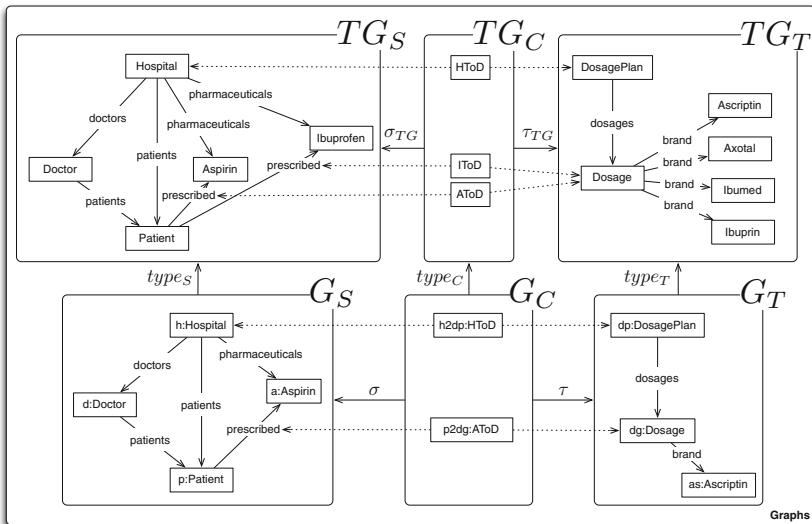 TG_S
TG_C
TG_T
Hospital
HToD
DosagePlan
pharmaceuticals
doctors
pharmaceuticals
Ibuprofen
σ_TG
τ_TG
dosages
Ascriptin
brand
Axotal
brand
patients
Doctor
Aspirin
prescribed
IToD
Dosage
brand
Ibumed
patients
prescribed
AToD
brand
Ibuprin
Patient
type_S
type_C
type_T
G_S
G_C
G_T
h:Hospital
h2dp:HToD
dp:DosagePlan
doctors
pharmaceuticals
dosages
d:Doctor
patients
a:Aspirin
σ
τ
patients
prescribed
p2dg:AToD
dg:Dosage
brand
p:Patient
as:Ascriptin
Graphs